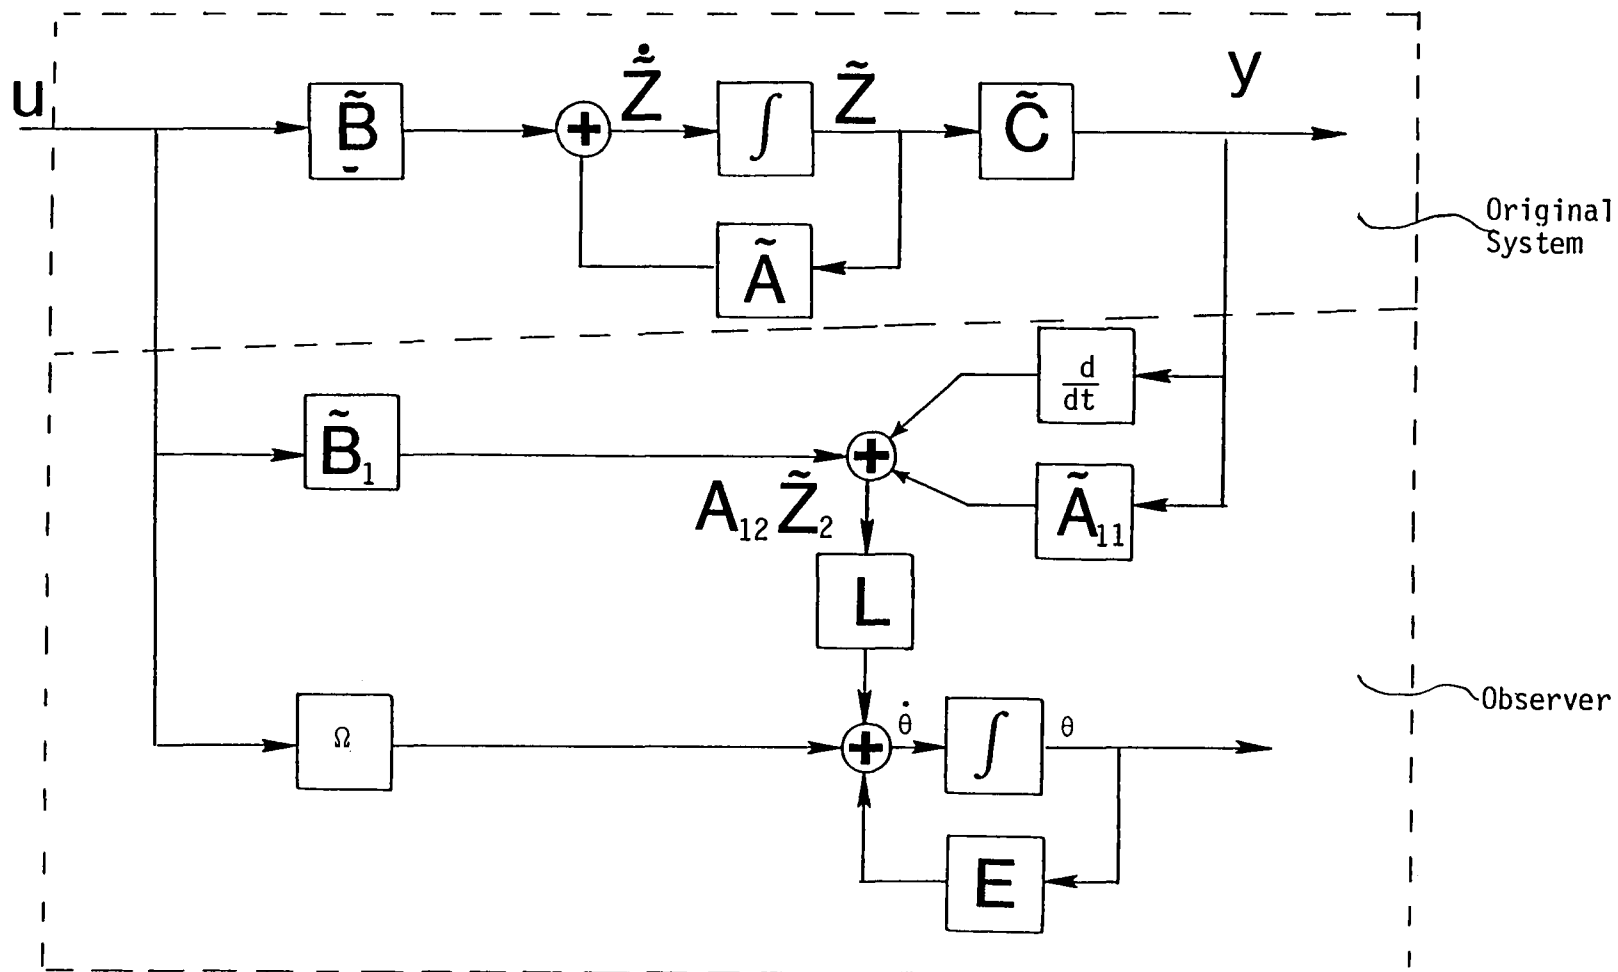 u
B̃
+
Z̃̇
∫
Z̃
C̃
y
Ã
Original
System
d
dt
B̃₁
+
A₁₂ Z̃₂
Ã₁₁
L
Ω
+
θ̇
∫
θ
E
Observer